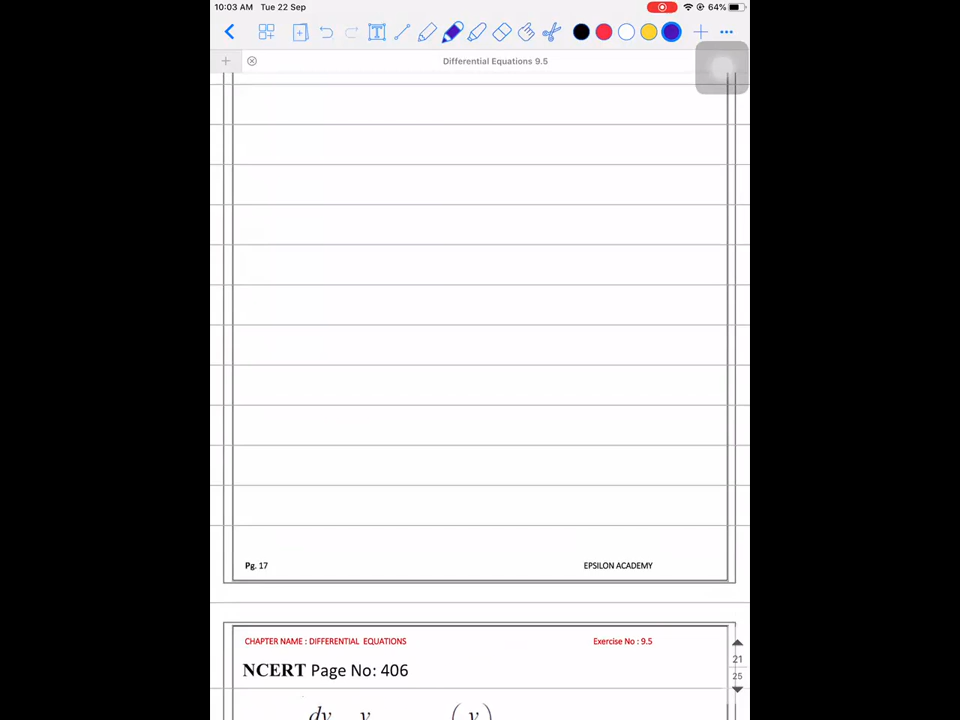 10:03 AM Tue 22 Sep 64%
T
Differential Equations 9.5
Pg. 17 EPSILON ACADEMY
CHAPTER NAME : DIFFERENTIAL EQUATIONS Exercise No : 9.5
NCERT Page No: 406
21
25
dy y (y)